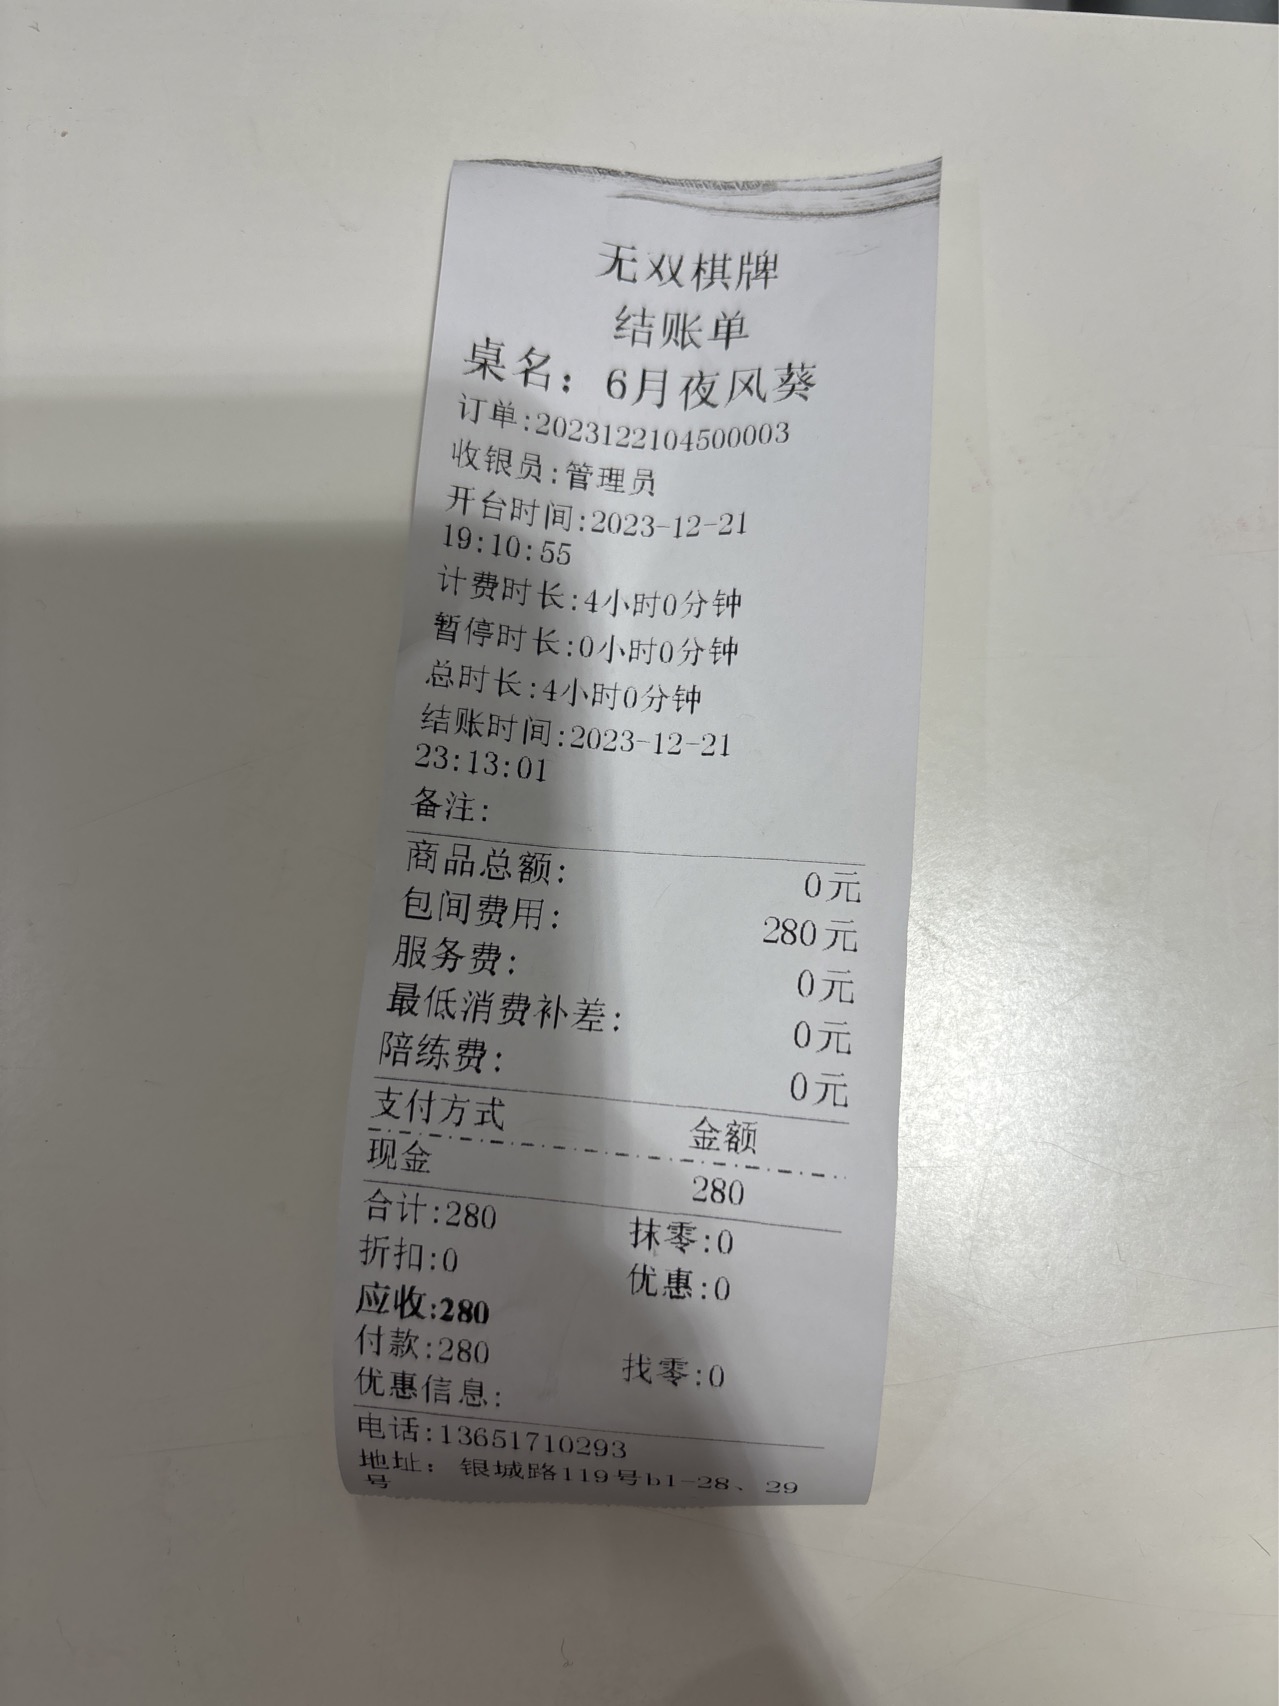 无双棋牌
结账单
桌名：6月夜风葵
订单:2023122104500003
收银员:管理员
开台时间:2023-12-21
19:10:55
计费时长:4小时0分钟
暂停时长:0小时0分钟
总时长:4小时0分钟
结账时间:2023-12-21
23:13:01
备注:
商品总额: 0元
包间费用: 280元
服务费: 0元
最低消费补差: 0元
陪练费: 0元
支付方式 金额
现金 280
合计:280 抹零:0
折扣:0 优惠:0
应收:280
付款:280 找零:0
优惠信息:
电话:13651710293
地址： 银城路119号b1-28、29
号